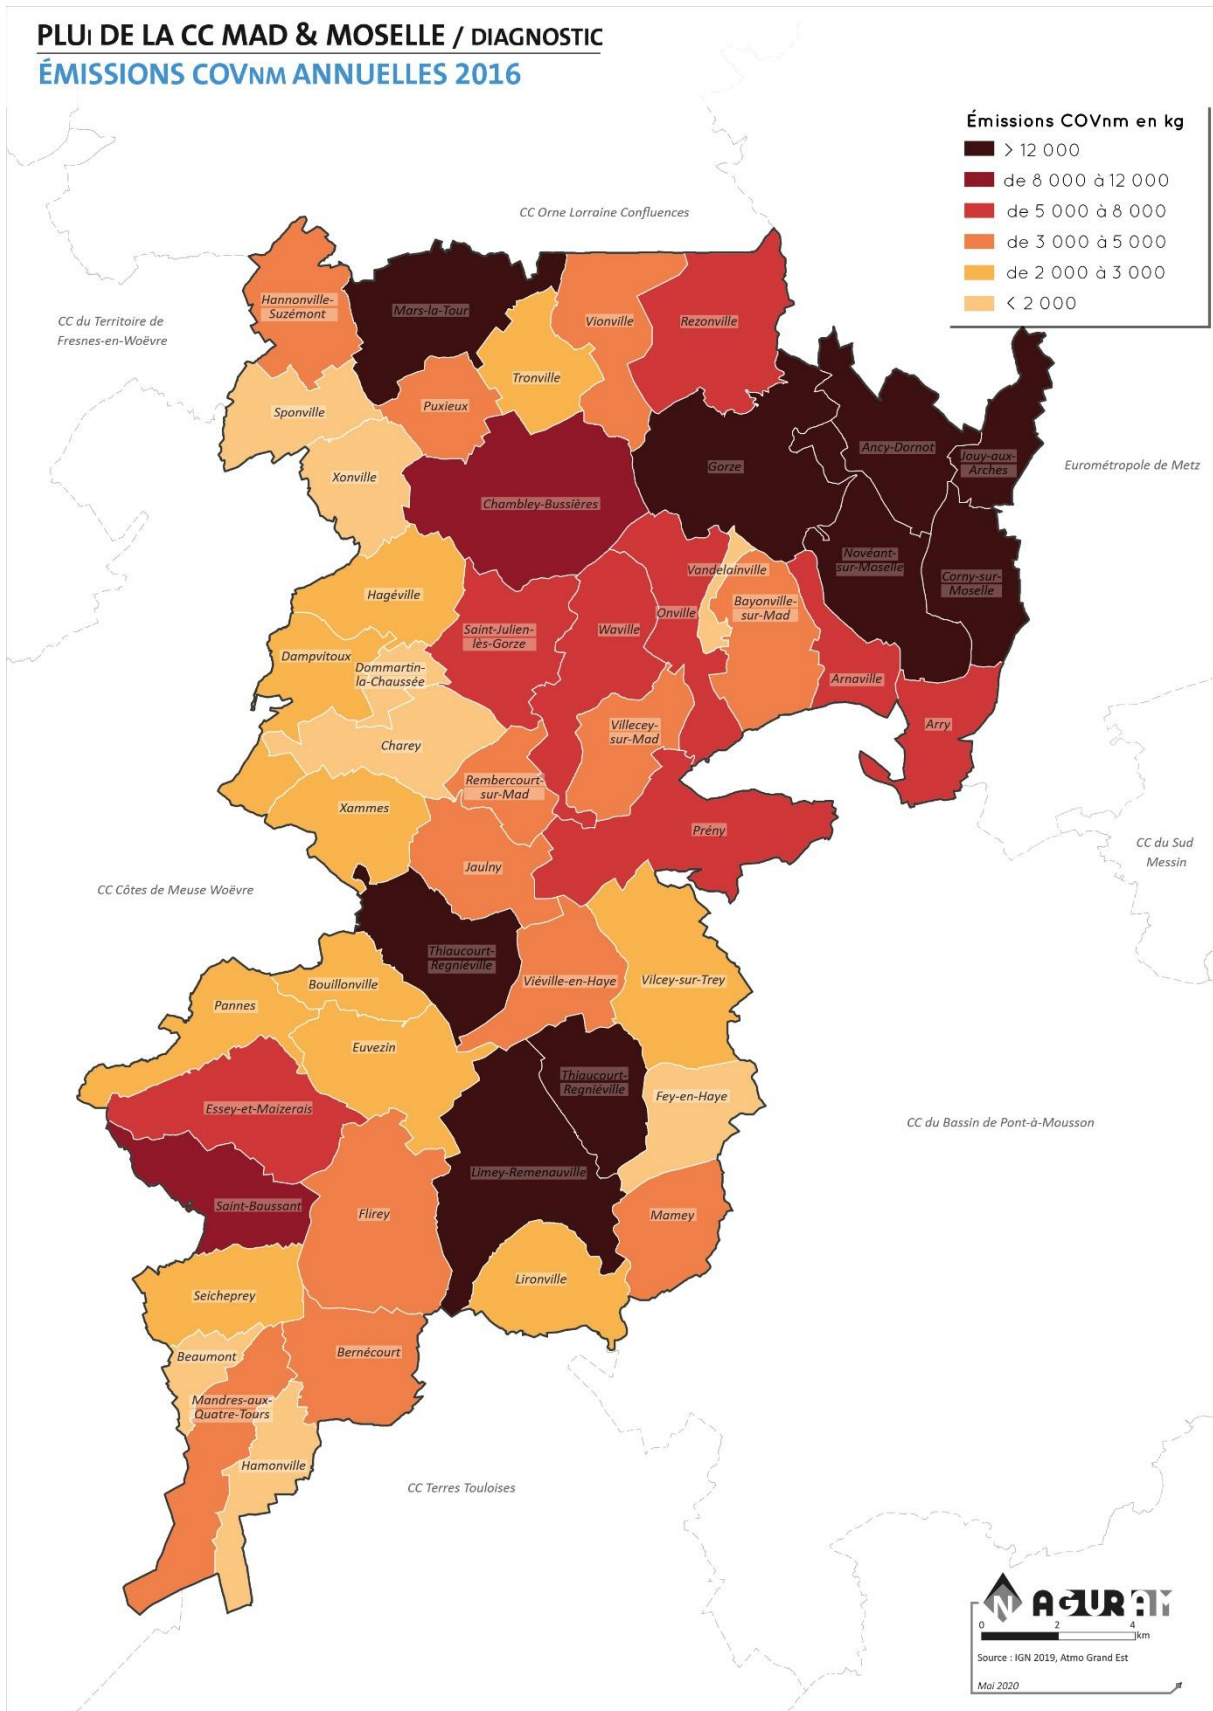 PLUi DE LA CC MAD & MOSELLE / DIAGNOSTIC
ÉMISSIONS COVNM ANNUELLES 2016
Émissions COVnm en kg
> 12 000
de 8 000 à 12 000
de 5 000 à 8 000
de 3 000 à 5 000
de 2 000 à 3 000
< 2 000
CC Orne Lorraine Confluences
CC du Territoire de
Fresnes-en-Woëvre
Hannonville-
Suzémont
Mars-la-Tour
Vionville
Rezonville
Tronville
Puxieux
Sponville
Xonville
Gorze
Ancy-Dornot
Jouy-aux-
Arches
Eurométropole de Metz
Chambley-Bussières
Novéant-
sur-Moselle
Corny-sur-
Moselle
Vandelainville
Hagéville
Bayonville-
sur-Mad
Onville
Waville
Saint-Julien-
lès-Gorze
Dampvitoux
Dommartin-
la-Chaussée
Arnaville
Arry
Villecey-
sur-Mad
Charey
Rembercourt-
sur-Mad
Xammes
Prény
Jaulny
CC du Sud
Messin
CC Côtes de Meuse Woëvre
Thiaucourt-
Regniéville
Viéville-en-Haye
Vilcey-sur-Trey
Bouillonville
Pannes
Euvezin
Thiaucourt-
Regniéville
Fey-en-Haye
Essey-et-Maizerais
CC du Bassin de Pont-à-Mousson
Limey-Remenauville
Saint-Baussant
Flirey
Mamey
Lironville
Seicheprey
Beaumont
Bernécourt
Mandres-aux-
Quatre-Tours
Hamonville
CC Terres Touloises
N AGURAM
0 2 4
km
Source : IGN 2019, Atmo Grand Est
Mai 2020